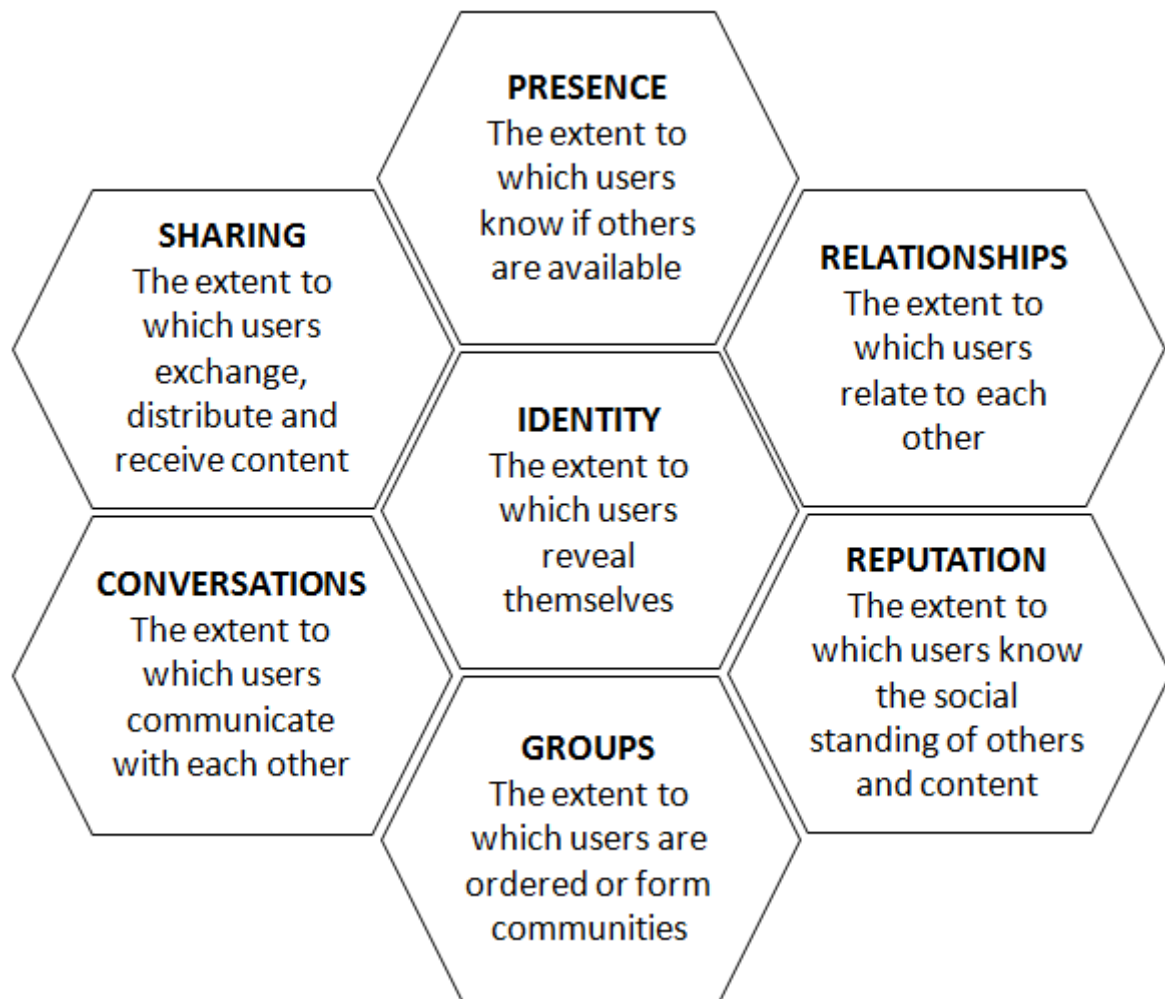 PRESENCE
The extent to
which users
know if others
are available
SHARING
The extent to
which users
exchange,
distribute and
receive content
RELATIONSHIPS
The extent to
which users
relate to each
other
IDENTITY
The extent to
which users
reveal
themselves
CONVERSATIONS
The extent to
which users
communicate
with each other
REPUTATION
The extent to
which users know
the social
standing of others
and content
GROUPS
The extent to
which users are
ordered or form
communities